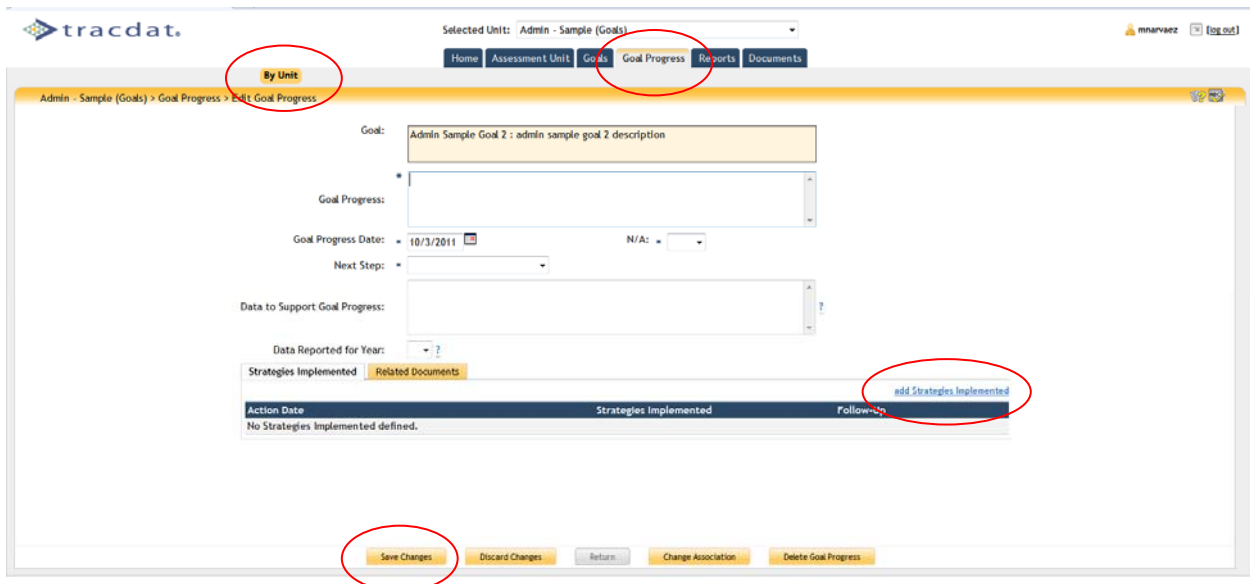 tracdat.
Selected Unit: Admin - Sample (Goals)
mnarvaez [log out]
Home Assessment Unit Goals Goal Progress Reports Documents
By Unit
Admin - Sample (Goals) > Goal Progress > Edit Goal Progress
Goal: Admin Sample Goal 2 : admin sample goal 2 description
*
Goal Progress:
Goal Progress Date: * 10/3/2011 N/A: *
Next Step: *
Data to Support Goal Progress: ?
Data Reported for Year: ?
Strategies Implemented Related Documents
add Strategies Implemented
Action Date Strategies Implemented Follow-Up
No Strategies Implemented defined.
Save Changes Discard Changes Return Change Association Delete Goal Progress